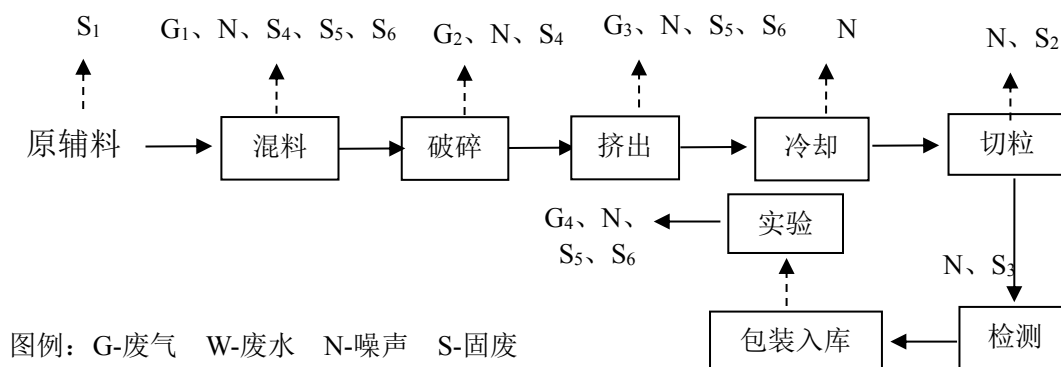 S₁
G₁、N、S₄、S₅、S₆
G₂、N、S₄
G₃、N、S₅、S₆
N
N、S₂
原辅料
混料
破碎
挤出
冷却
切粒
G₄、N、
S₅、S₆
实验
N、S₃
包装入库
检测
图例：G-废气 W-废水 N-噪声 S-固废